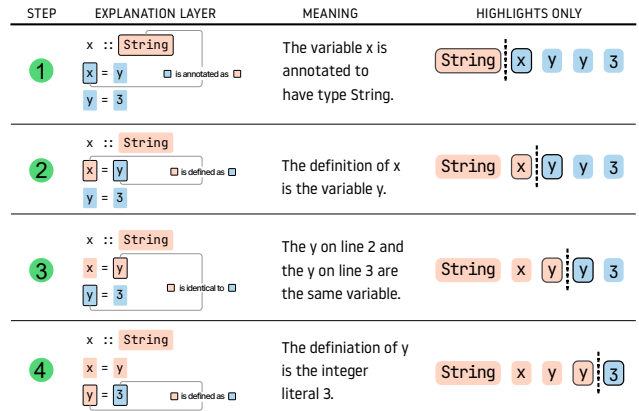 STEP EXPLANATION LAYER MEANING HIGHLIGHTS ONLY
1
x :: String
x = y is annotated as
y = 3
The variable x is
annotated to
have type String.
String x y y 3
2
x :: String
x = y is defined as
y = 3
The definition of x
is the variable y.
String x y y 3
3
x :: String
x = y
y = 3 is identical to
The y on line 2 and
the y on line 3 are
the same variable.
String x y y 3
4
x :: String
x = y
y = 3 is defined as
The definiation of y
is the integer
literal 3.
String x y y 3